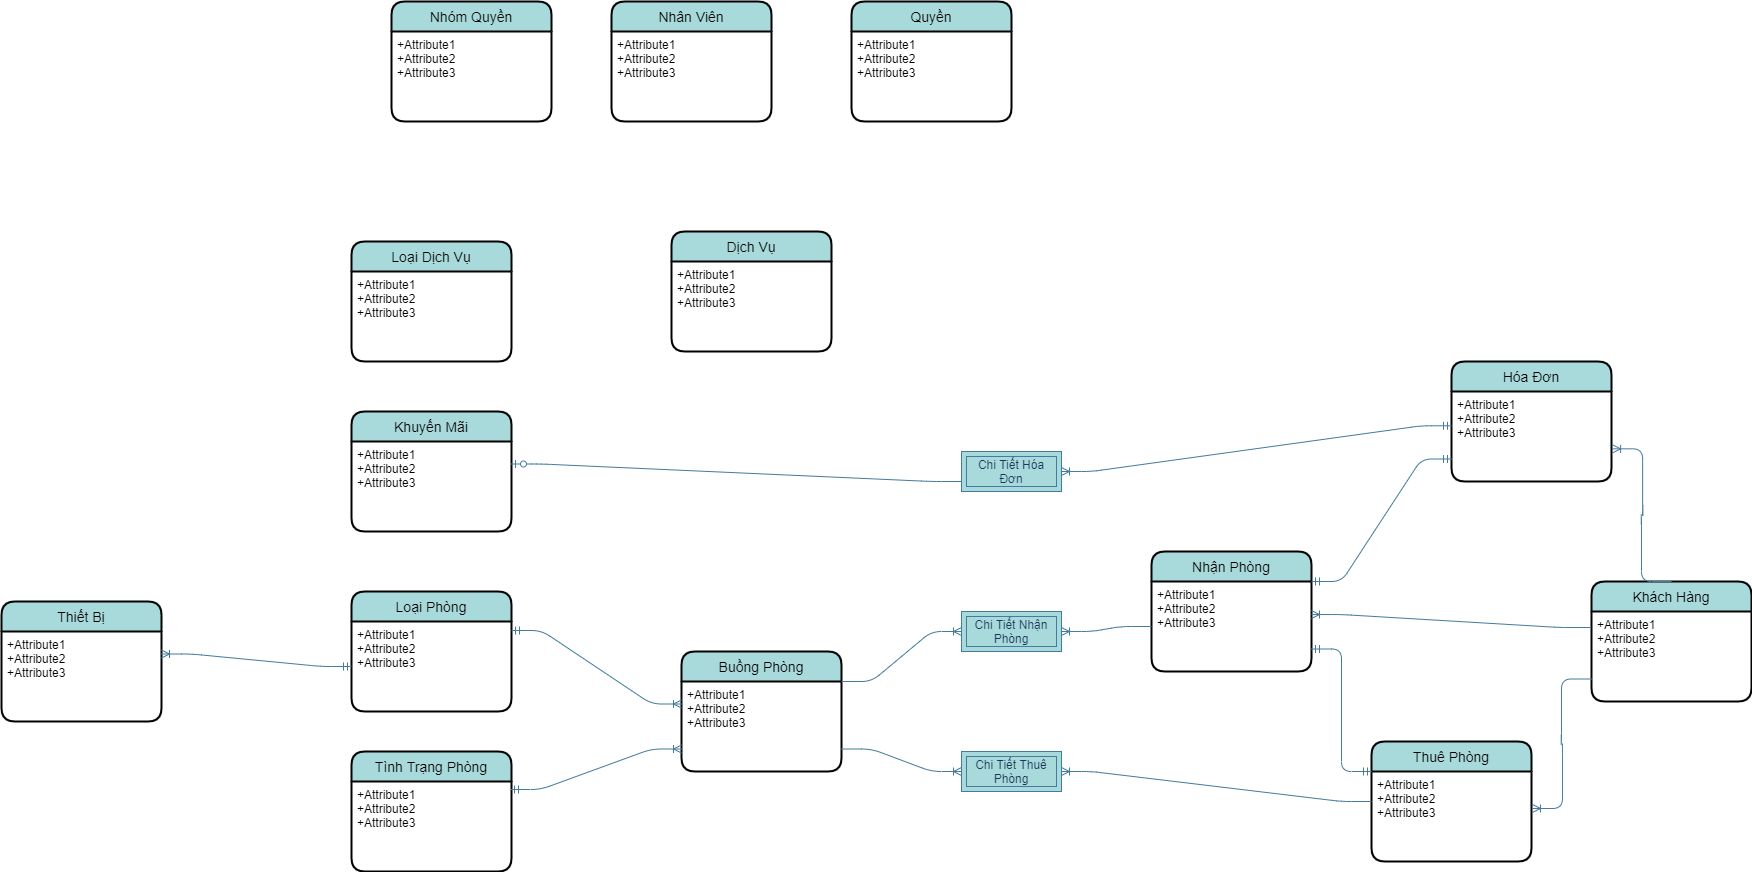 Nhóm Quyền
+Attribute1
+Attribute2
+Attribute3
Nhân Viên
+Attribute1
+Attribute2
+Attribute3
Quyền
+Attribute1
+Attribute2
+Attribute3
Loại Dịch Vụ
+Attribute1
+Attribute2
+Attribute3
Dịch Vụ
+Attribute1
+Attribute2
+Attribute3
Khuyến Mãi
+Attribute1
+Attribute2
+Attribute3
Chi Tiết Hóa
Đơn
Hóa Đơn
+Attribute1
+Attribute2
+Attribute3
Thiết Bị
+Attribute1
+Attribute2
+Attribute3
Loại Phòng
+Attribute1
+Attribute2
+Attribute3
Tình Trạng Phòng
+Attribute1
+Attribute2
+Attribute3
Buồng Phòng
+Attribute1
+Attribute2
+Attribute3
Chi Tiết Nhận
Phòng
Chi Tiết Thuê
Phòng
Nhận Phòng
+Attribute1
+Attribute2
+Attribute3
Khách Hàng
+Attribute1
+Attribute2
+Attribute3
Thuê Phòng
+Attribute1
+Attribute2
+Attribute3